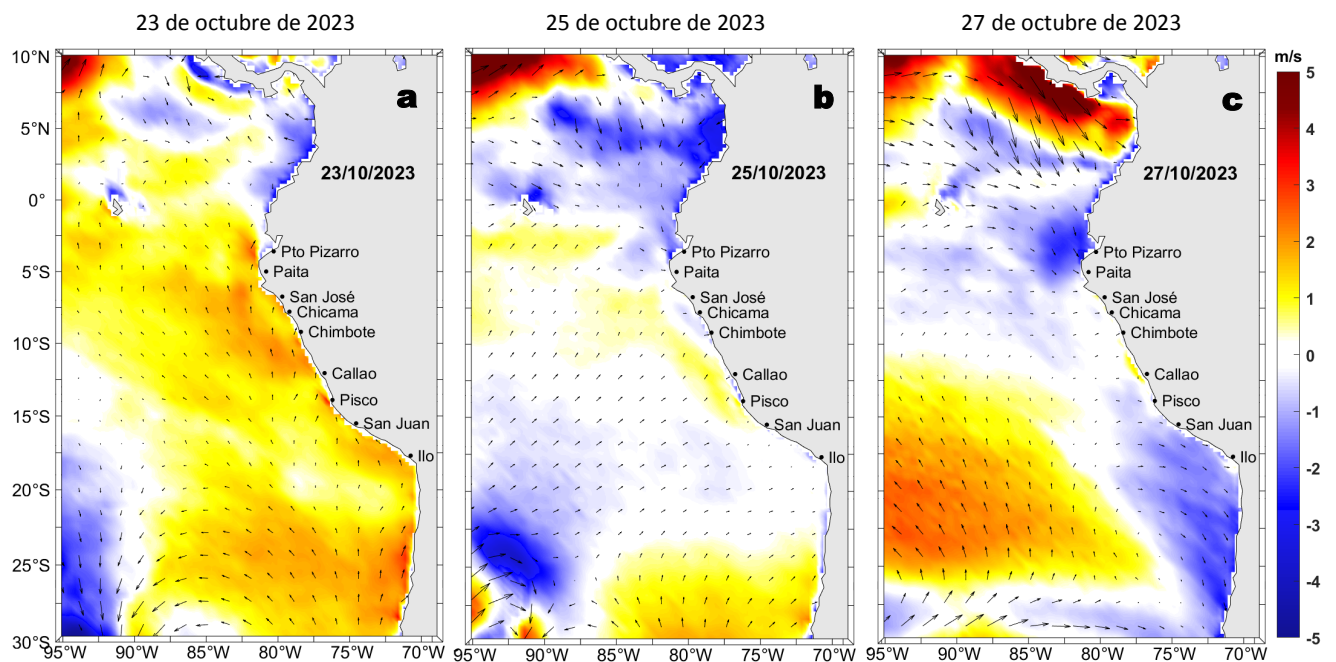 23 de octubre de 2023
25 de octubre de 2023
27 de octubre de 2023
m/s
10°N
5°N
0°
5°S
10°S
15°S
20°S
25°S
30°S
a
23/10/2023
Pto Pizarro
Paita
San José
Chicama
Chimbote
Callao
Pisco
San Juan
Ilo
95°W
90°W
85°W
80°W
75°W
70°W
b
25/10/2023
Pto Pizarro
Paita
San José
Chicama
Chimbote
Callao
Pisco
San Juan
Ilo
95°W
90°W
85°W
80°W
75°W
70°W
c
27/10/2023
Pto Pizarro
Paita
San José
Chicama
Chimbote
Callao
Pisco
San Juan
Ilo
95°W
90°W
85°W
80°W
75°W
70°W
5
4
3
2
1
0
-1
-2
-3
-4
-5